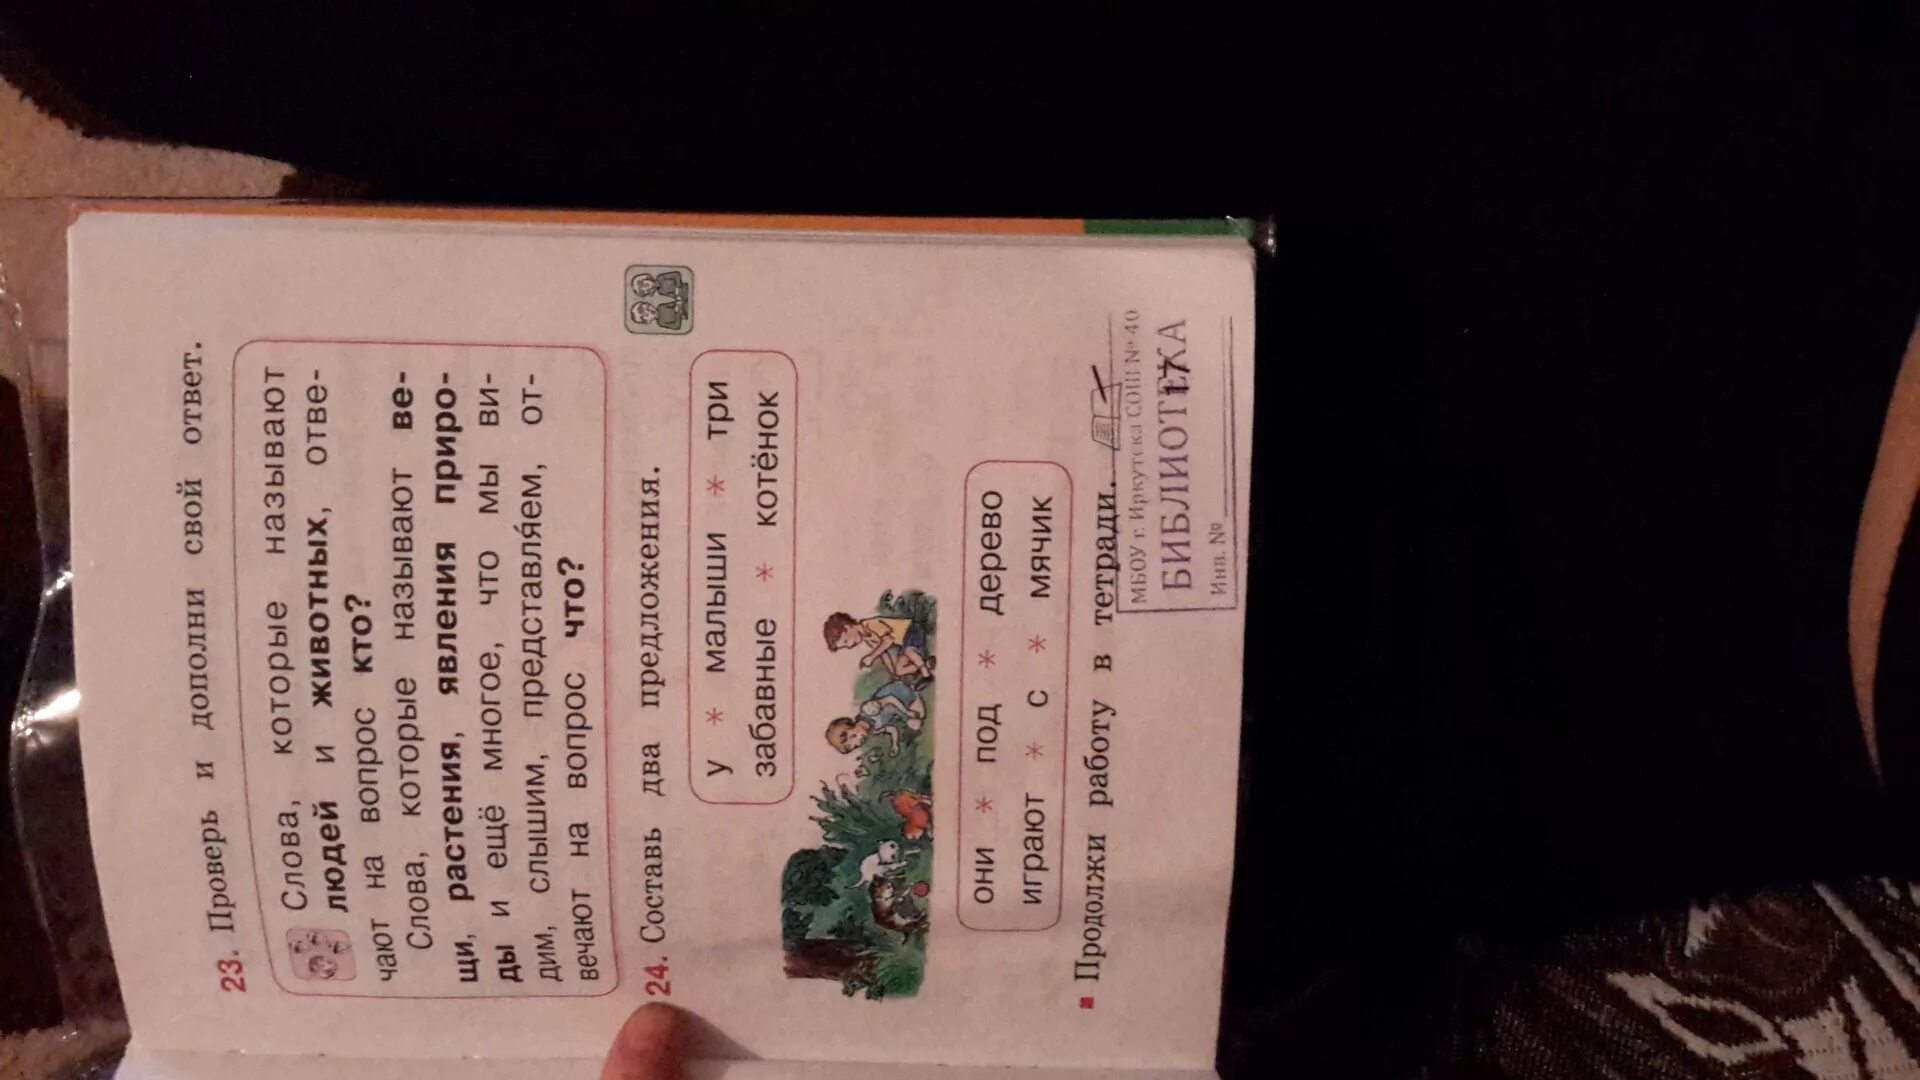 23. Проверь и дополни свой ответ.
Слова, которые называют
людей и животных, отве-
чают на вопрос кто?
Слова, которые называют ве-
щи, растения, явления приро-
ды и ещё многое, что мы ви-
дим, слышим, представляем, от-
вечают на вопрос что?
24. Составь два предложения.
у * малыши * три
забавные * котёнок
они * под * дерево
играют * с * мячик
Продолжи работу в тетради.
МБОУ г. Иркутска СОШ № 40
БИБЛИОТЕКА
Инв. №